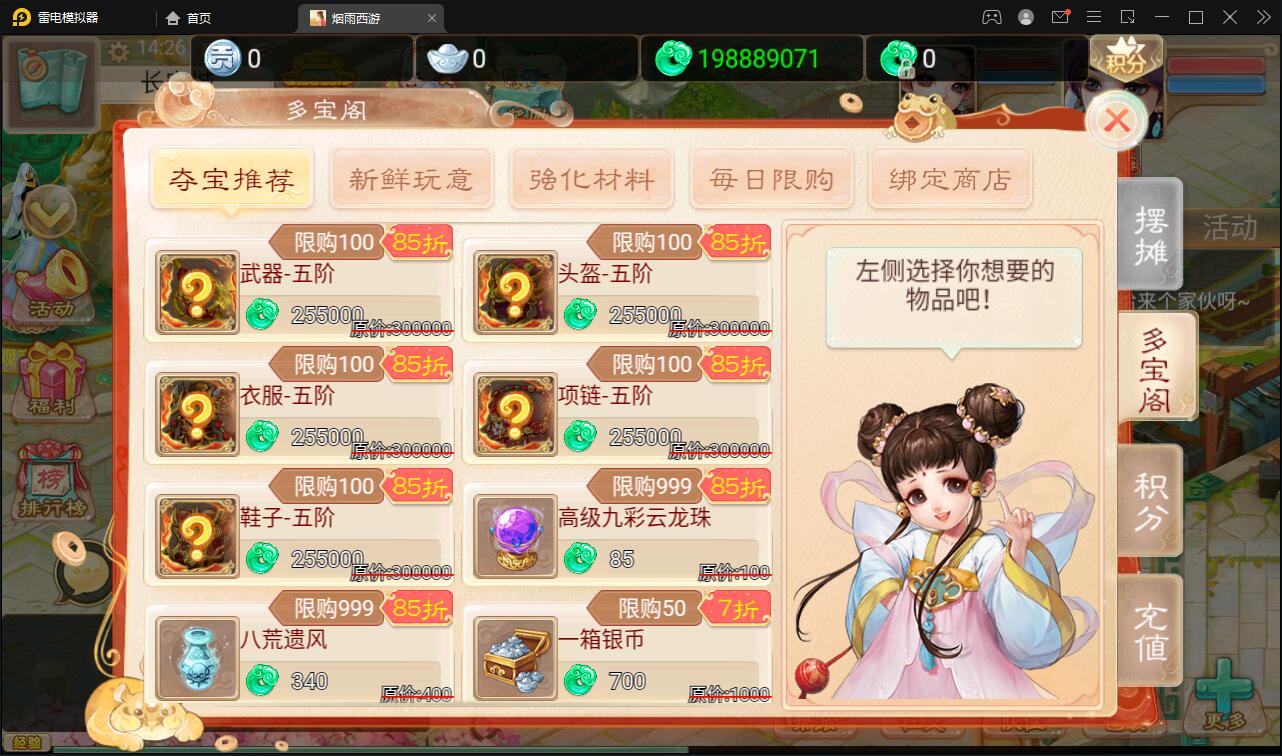 雷电模拟器
首页
烟雨西游
14:26
贡 0
0
198889071
0
积分
多宝阁
夺宝推荐
新鲜玩意
强化材料
每日限购
绑定商店
限购100
85折
武器-五阶
255000
原价:300000
限购100
85折
头盔-五阶
255000
原价:300000
限购100
85折
衣服-五阶
255000
原价:300000
限购100
85折
项链-五阶
255000
原价:300000
限购100
85折
鞋子-五阶
255000
原价:300000
限购999
85折
高级九彩云龙珠
85
原价:100
限购999
85折
八荒遗风
340
原价:400
限购50
7折
一箱银币
700
原价:1000
左侧选择你想要的
物品吧！
摆摊
多宝阁
积分
充值
活动
来个家伙呀~
活动
福利
榜
排行榜
更多
经验